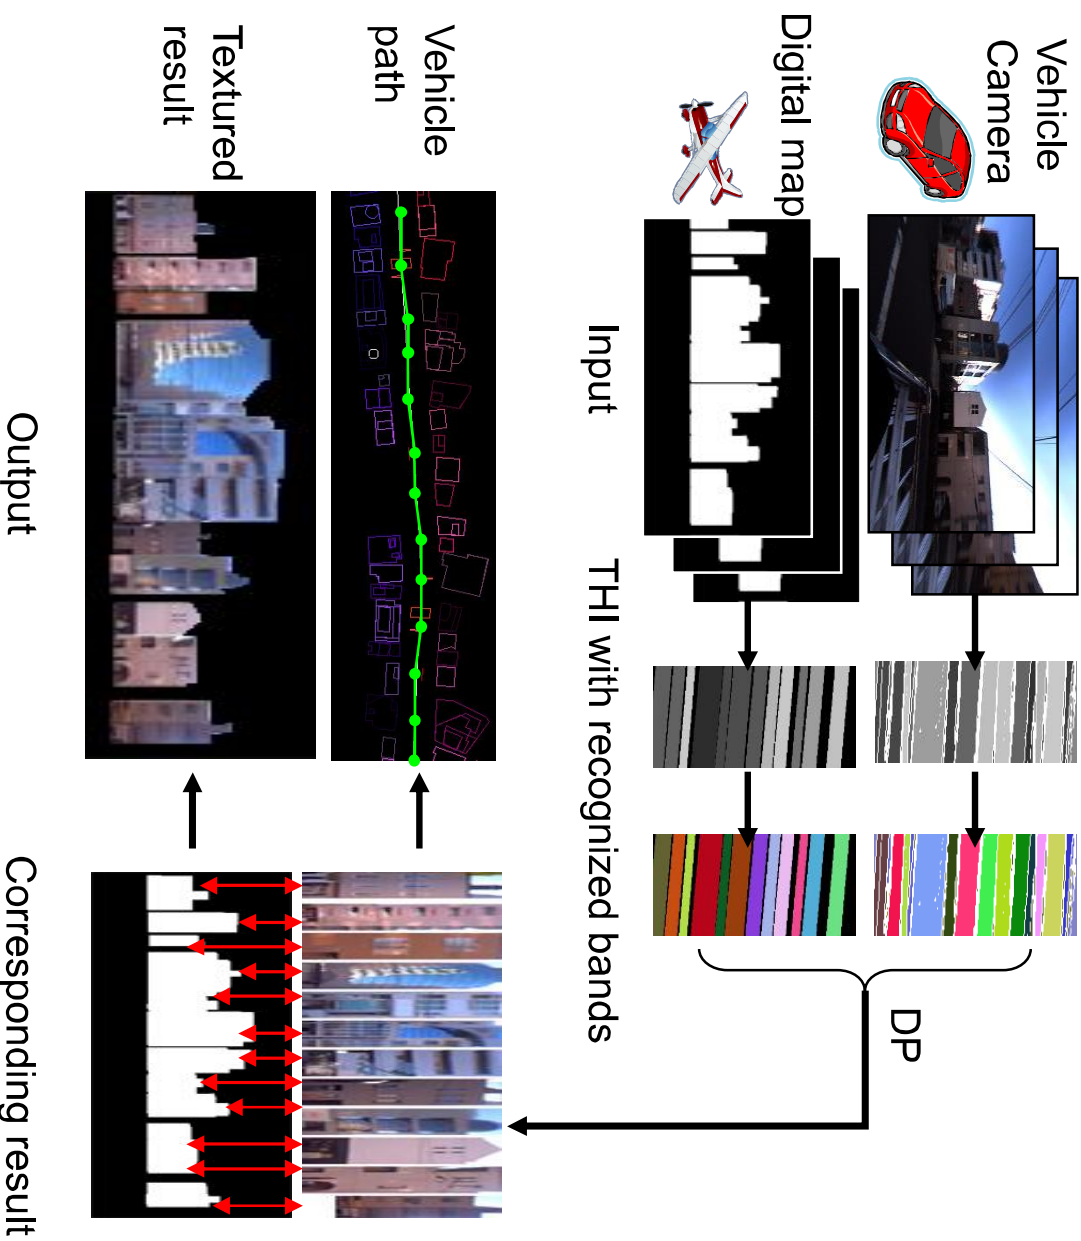 Vehicle
Camera
Digital map
Input
THI with recognized bands
DP
Vehicle
path
Textured
result
Output
Corresponding result